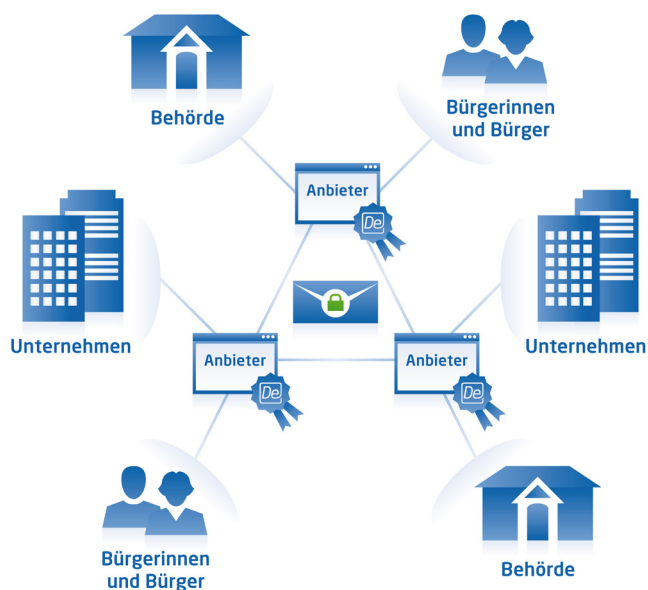 Behörde
Bürgerinnen
und Bürger
Anbieter
De
Unternehmen
Unternehmen
Anbieter
De
Anbieter
De
Bürgerinnen
und Bürger
Behörde